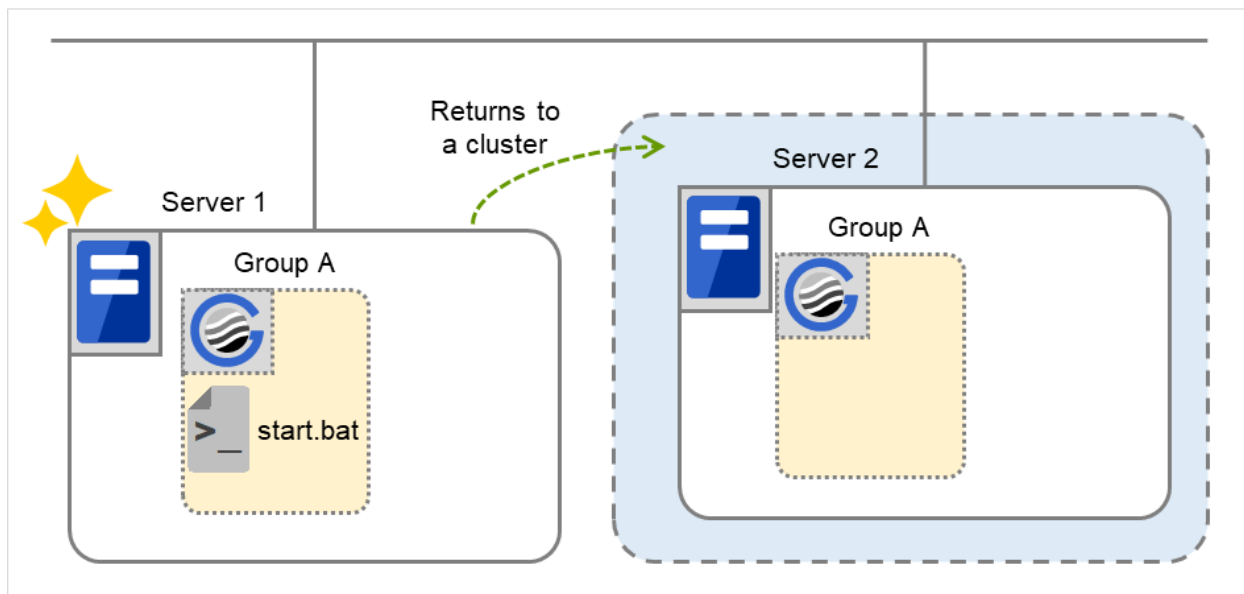 Returns to
a cluster
Server 1
Server 2
Group A
Group A
>_ start.bat